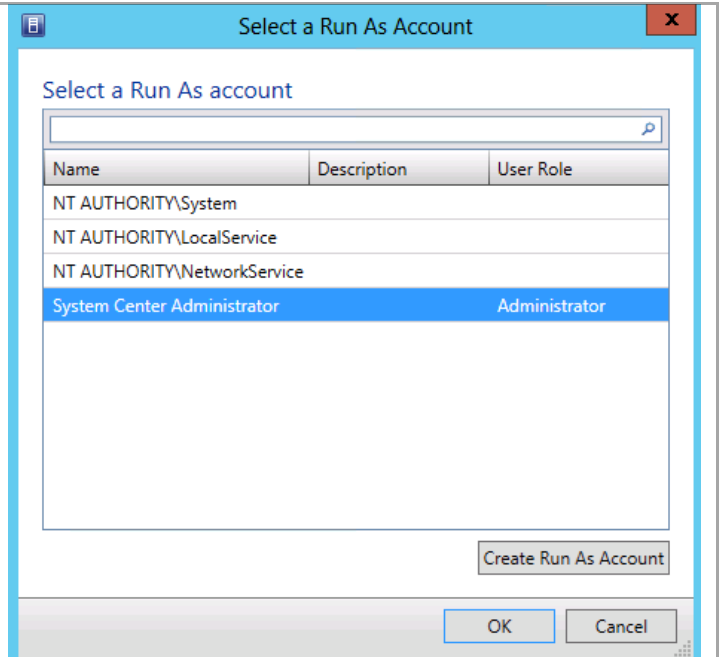 Select a Run As Account
x
Select a Run As account
Name Description User Role
NT AUTHORITY\System
NT AUTHORITY\LocalService
NT AUTHORITY\NetworkService
System Center Administrator Administrator
Create Run As Account
OK Cancel